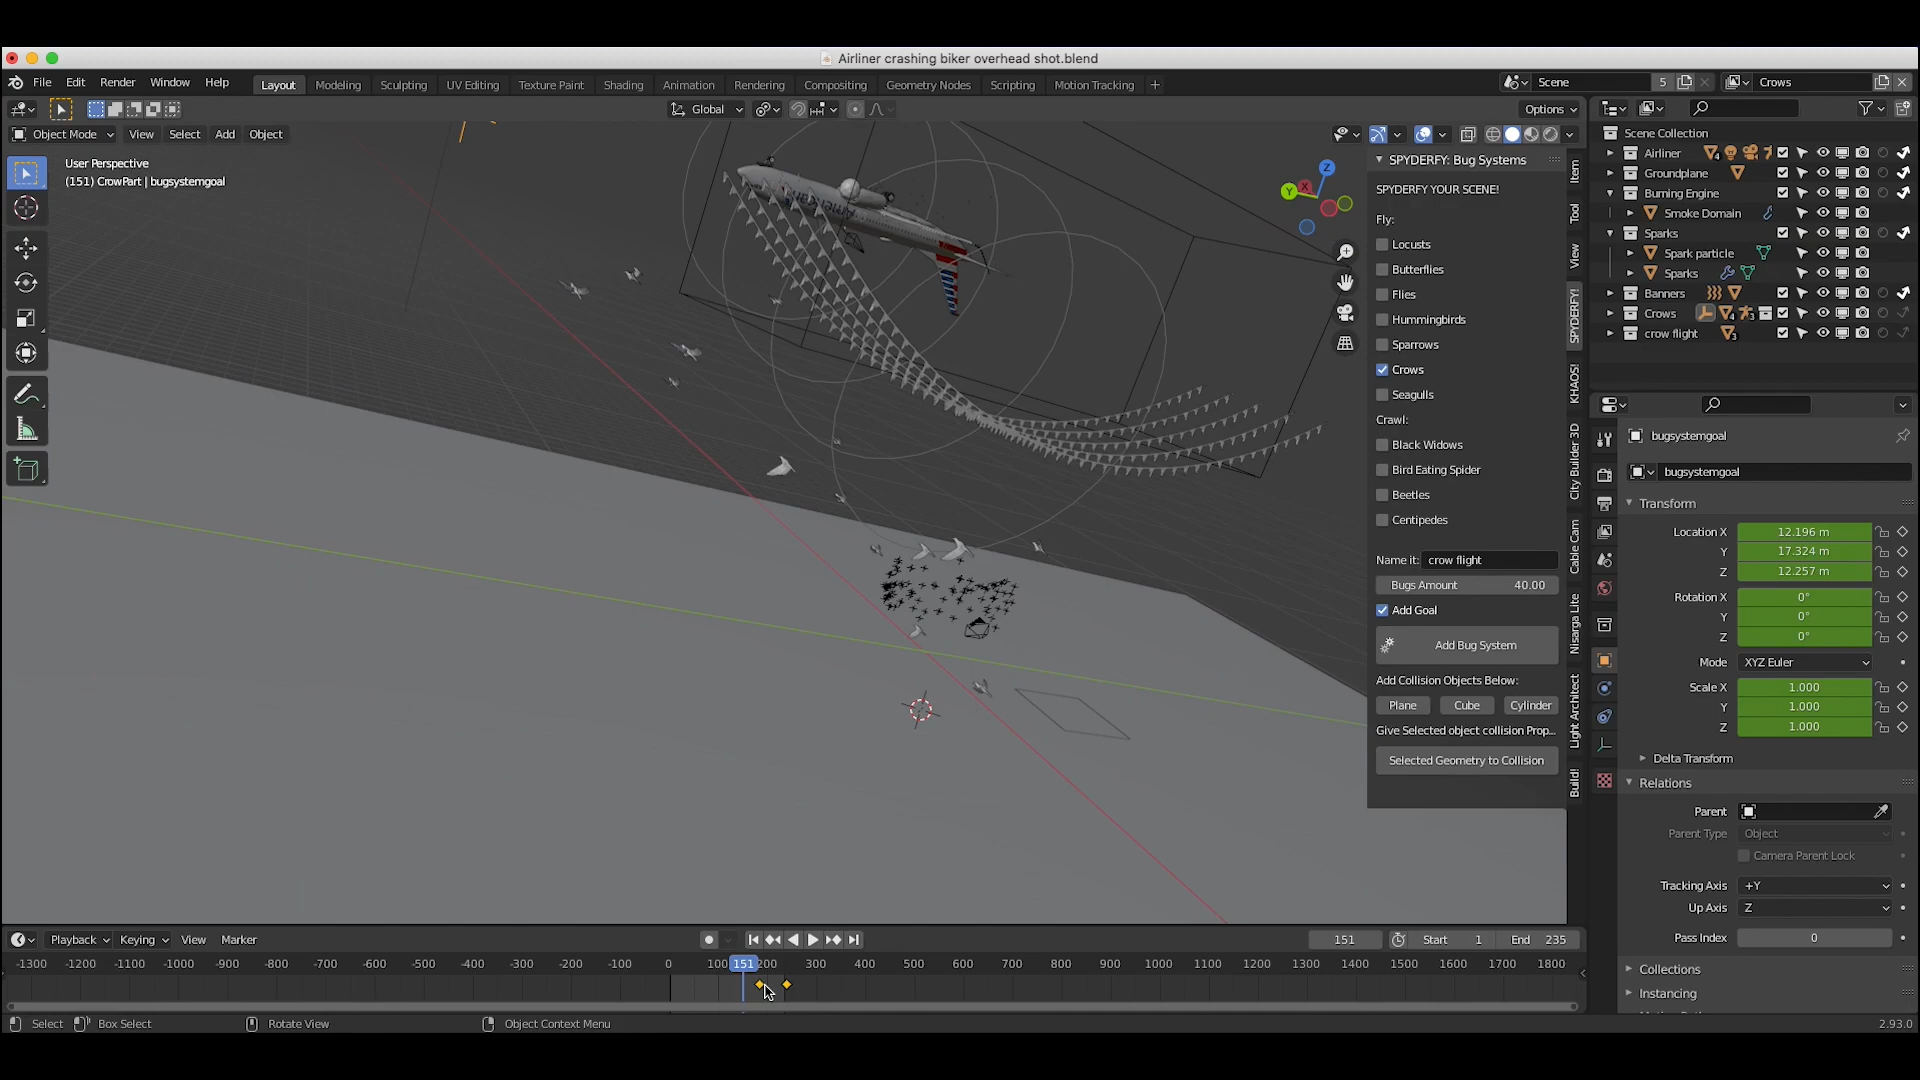 Airliner crashing biker overhead shot.blend
File Edit Render Window Help
Layout Modeling Sculpting UV Editing Texture Paint Shading Animation Rendering Compositing Geometry Nodes Scripting Motion Tracking +
Scene 5 Crows
Global
Options
Object Mode View Select Add Object
User Perspective
(151) CrowPart | bugsystemgoal
American
Z
Y
X
SPYDERFY: Bug Systems
SPYDERFY YOUR SCENE!
Fly:
Locusts
Butterflies
Flies
Hummingbirds
Sparrows
Crows
Seagulls
Crawl:
Black Widows
Bird Eating Spider
Beetles
Centipedes
Name it: crow flight
Bugs Amount 40.00
Add Goal
Add Bug System
Add Collision Objects Below:
Plane Cube Cylinder
Give Selected object collision Prop...
Selected Geometry to Collision
Item
Tool
View
SPYDERFY!
KHAOS!
City Builder 3D
Cable Cam
Nisarga Lite
Light Architect
Build!
Scene Collection
Airliner 4
Groundplane
Burning Engine
Smoke Domain
Sparks
Spark particle
Sparks
Banners
Crows 4 3
crow flight 3
bugsystemgoal
bugsystemgoal
Transform
Location X 12.196 m
Y 17.324 m
Z 12.257 m
Rotation X 0°
Y 0°
Z 0°
Mode XYZ Euler
Scale X 1.000
Y 1.000
Z 1.000
Delta Transform
Relations
Parent
Parent Type Object
Camera Parent Lock
Tracking Axis +Y
Up Axis Z
Pass Index 0
Collections
Instancing
Playback Keying View Marker
151 Start 1 End 235
-1300 -1200 -1100 -1000 -900 -800 -700 -600 -500 -400 -300 -200 -100 0 100 151 200 300 400 500 600 700 800 900 1000 1100 1200 1300 1400 1500 1600 1700 1800
Select Box Select Rotate View Object Context Menu
2.93.0